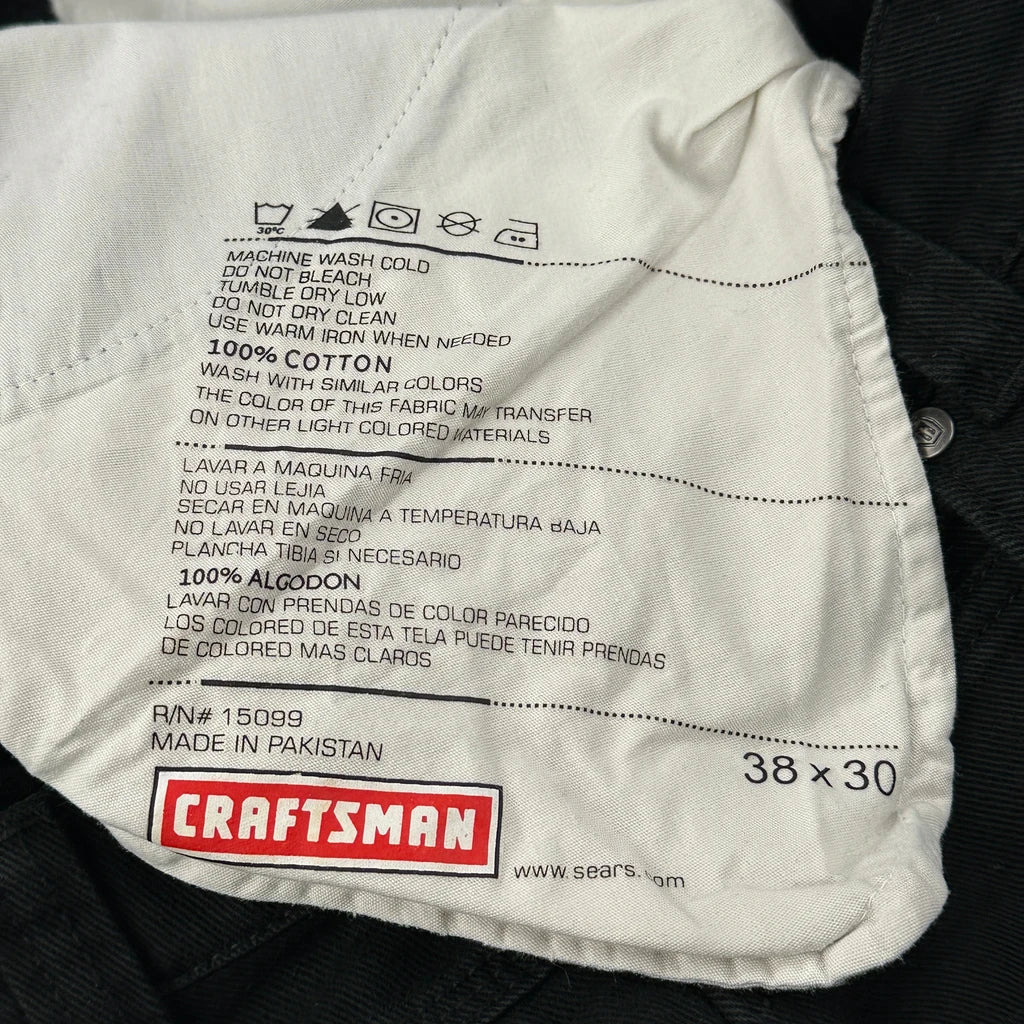 30°C
MACHINE WASH COLD
DO NOT BLEACH
TUMBLE DRY LOW
DO NOT DRY CLEAN
USE WARM IRON WHEN NEEDED
100% COTTON
WASH WITH SIMILAR COLORS
THE COLOR OF THIS FABRIC MAY TRANSFER
ON OTHER LIGHT COLORED MATERIALS
LAVAR A MAQUINA FRIA
NO USAR LEJIA
SECAR EN MAQUINA A TEMPERATURA BAJA
NO LAVAR EN SECO
PLANCHA TIBIA SI NECESARIO
100% ALGODON
LAVAR CON PRENDAS DE COLOR PARECIDO
LOS COLORED DE ESTA TELA PUEDE TENIR PRENDAS
DE COLORED MAS CLAROS
R/N# 15099
MADE IN PAKISTAN
38 x 30
CRAFTSMAN
www.sears.com